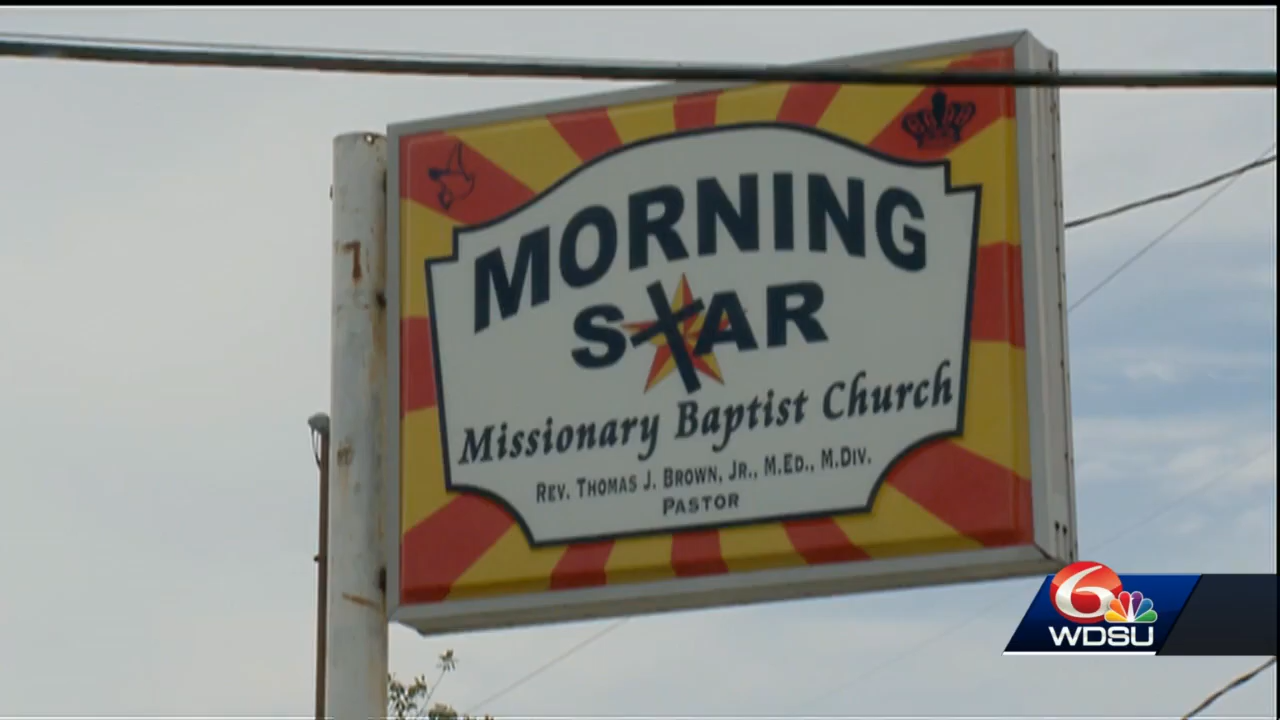 MORNING
STAR
Missionary Baptist Church
REV. THOMAS J. BROWN, JR., M.ED., M.DIV.
PASTOR
6
WDSU